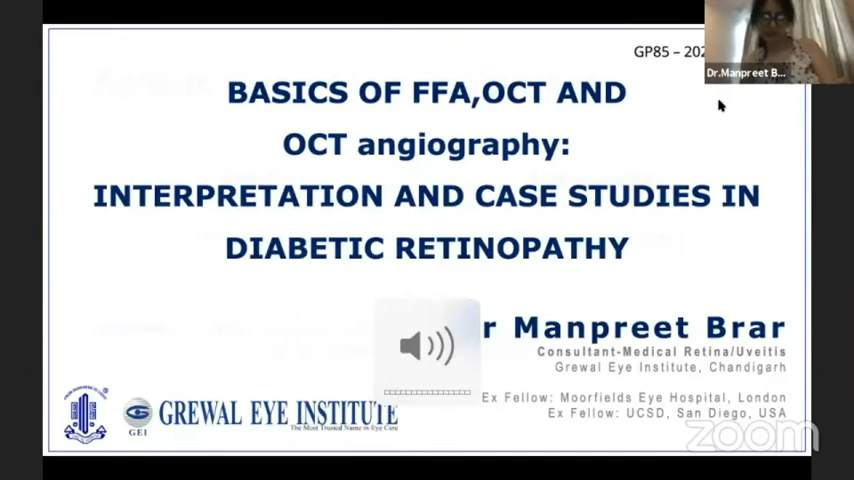 GP85 – 202
Dr.Manpreet B...
BASICS OF FFA,OCT AND
OCT angiography:
INTERPRETATION AND CASE STUDIES IN
DIABETIC RETINOPATHY
r Manpreet Brar
Consultant-Medical Retina/Uveitis
Grewal Eye Institute, Chandigarh
Ex Fellow: Moorfields Eye Hospital, London
Ex Fellow: UCSD, San Diego, USA
GEI
GREWAL EYE INSTITUTE
The Most Trusted Name in Eye Care
zoom